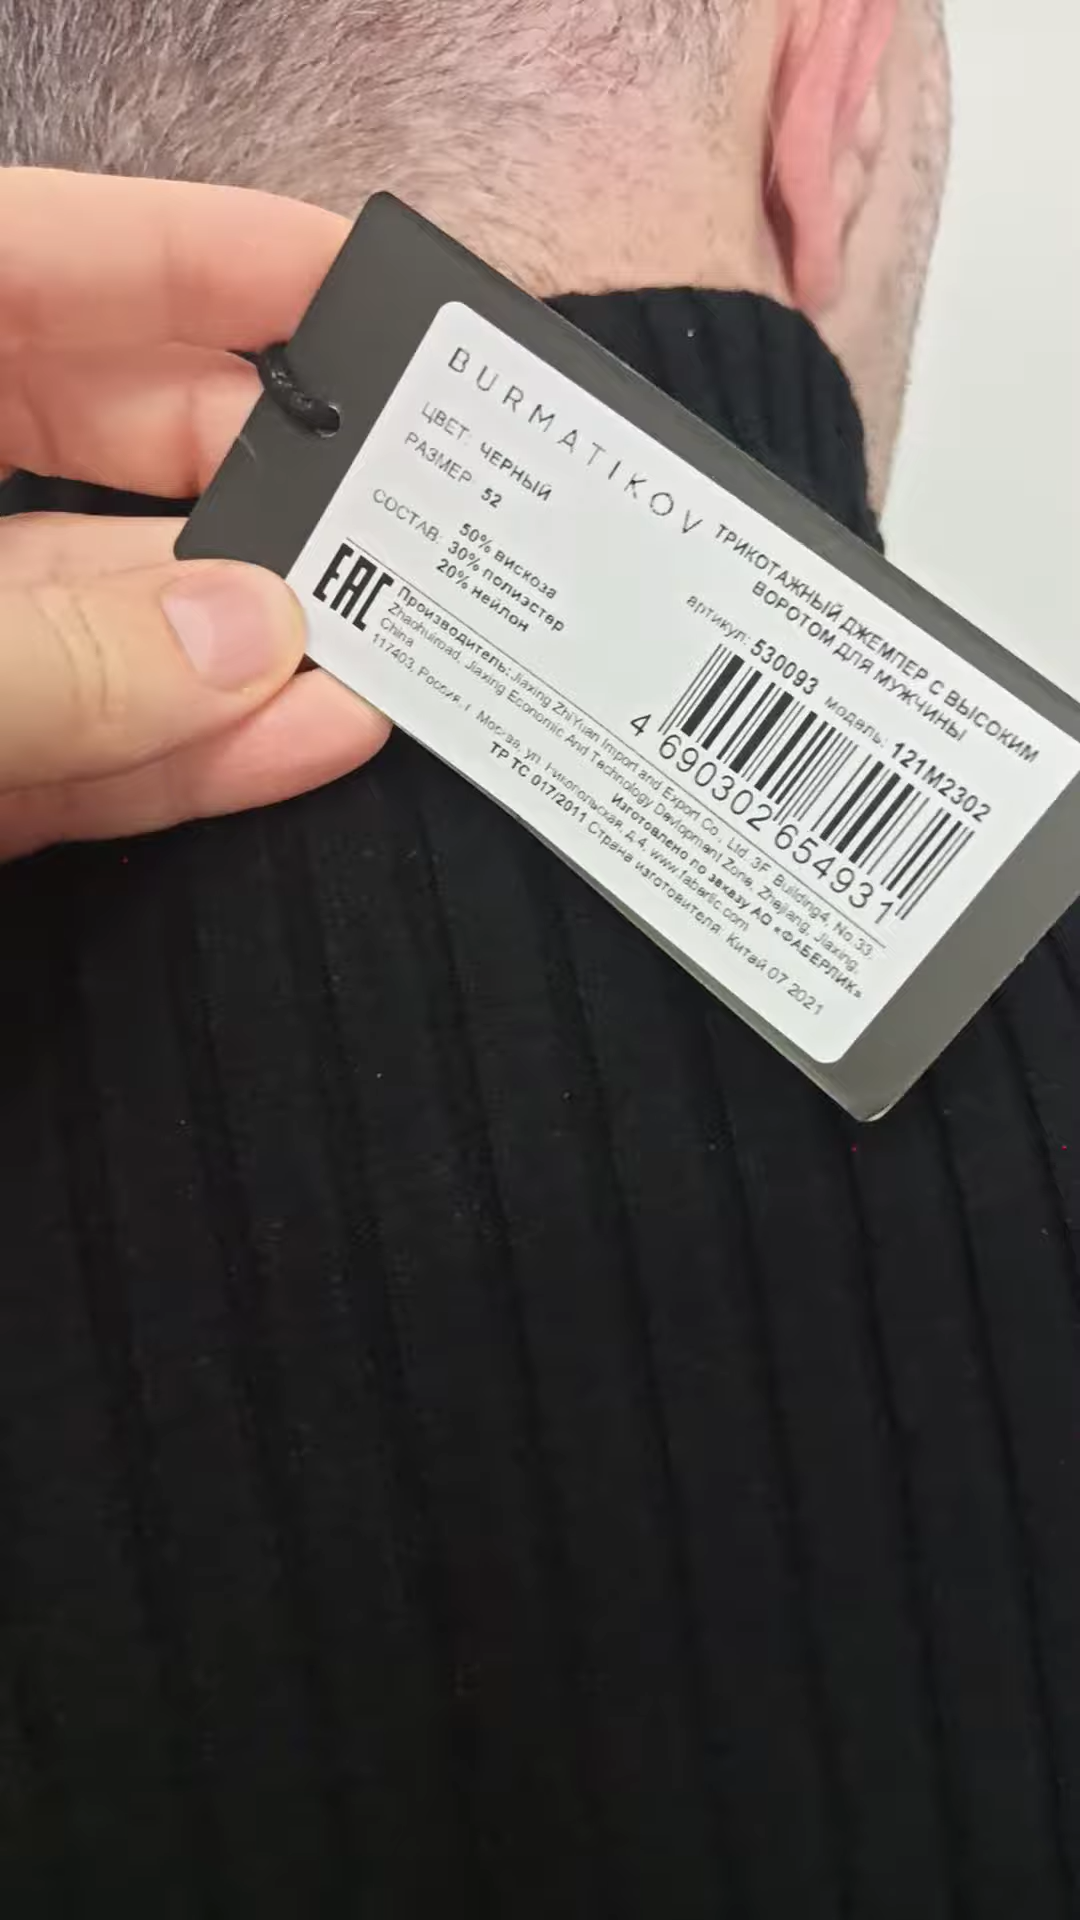 BURMATIKOV
ЦВЕТ: ЧЕРНЫЙ
РАЗМЕР 52
СОСТАВ: 50% вискоза
30% полиэстер
20% нейлон
ТРИКОТАЖНЫЙ ДЖЕМПЕР С ВЫСОКИМ
ВОРОТОМ ДЛЯ МУЖЧИНЫ
артикул: 530093 модель: 121M2302
4 690302 654931
EAC
Производитель: Jiaxing ZhiYuan Import and Export Co., Ltd. 3F, Building4, No.33,
Zhaohuiroad, Jiaxing Economic And Technology Devlopment Zone, Zhejiang, Jiaxing,
China
Изготовлено по заказу АО «ФАБЕРЛИК»
117403, Россия, г. Москва, ул. Никопольская, д.4, www.faberlic.com
ТР ТС 017/2011 Страна изготовителя: Китай 07.2021